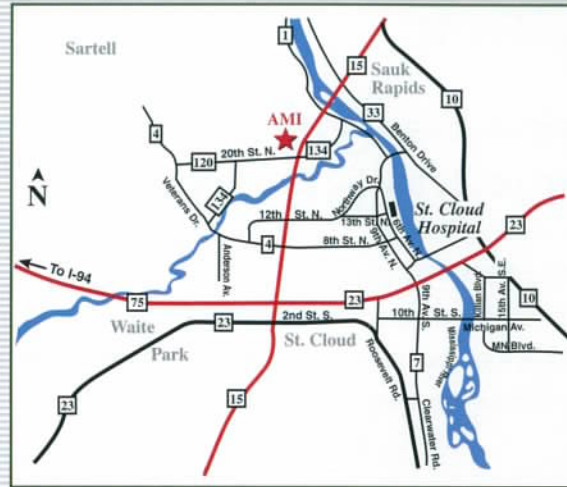 1
Sartell
15
Sauk
Rapids
10
AMI
33
Benton Drive
4
20th St. N.
134
120
N
Veterans Dr.
134
Northway Dr.
12th St. N.
13th St. N.
6th Av. N.
St. Cloud
Hospital
23
Anderson Av.
4
8th St. N.
9th Av. N.
To I-94
Kilian Blvd.
15th Av. S.E.
75
23
9th Av. S.
10th St. S.
10
Waite
Park
23
2nd St. S.
St. Cloud
Michigan Av.
MN Blvd.
Mississippi River
Roosevelt Rd.
7
23
15
Clearwater Rd.